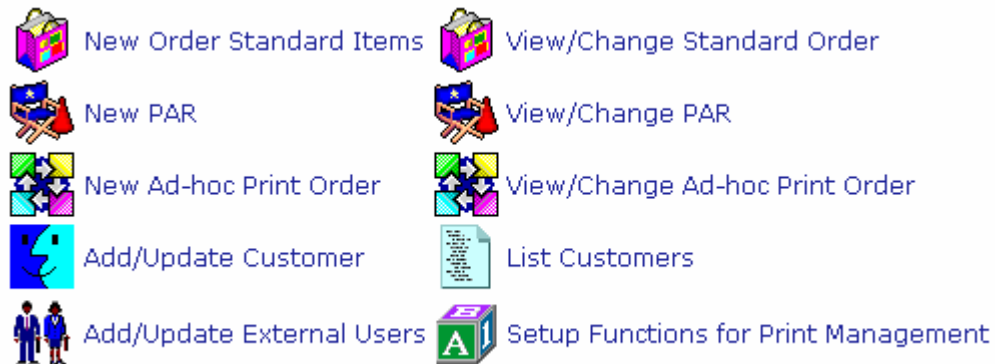 New Order Standard Items
View/Change Standard Order
New PAR
View/Change PAR
New Ad-hoc Print Order
View/Change Ad-hoc Print Order
Add/Update Customer
List Customers
Add/Update External Users
B
A
1
Setup Functions for Print Management